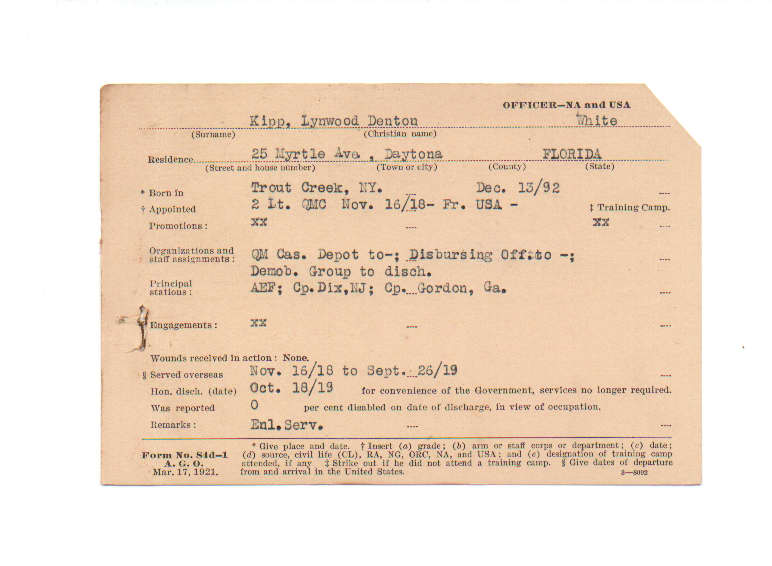 OFFICER—NA and USA
Kipp, Lynwood Denton White
(Surname) (Christian name)
Residence 25 Myrtle Ave , Daytona FLORIDA
(Street and house number) (Town or city) (County) (State)
* Born in Trout Creek, NY. Dec. 13/92
† Appointed 2 Lt. QMC Nov. 16/18- Fr. USA - ‡ Training Camp.
Promotions: XX XX
Organizations and
staff assignments: QM Cas. Depot to-; Disbursing Off.to -;
Demob. Group to disch.
Principal
stations: AEF; Cp.Dix,NJ; Cp. Gordon, Ga.
Engagements: XX
Wounds received in action: None.
§ Served overseas Nov. 16/18 to Sept. 26/19
Hon. disch. (date) Oct. 18/19 for convenience of the Government, services no longer required.
Was reported 0 per cent disabled on date of discharge, in view of occupation.
Remarks: Enl.Serv.
Form No. 84d–1
A. G. O.
Mar. 17, 1921.
* Give place and date. † Insert (a) grade; (b) arm or staff corps or department; (c) date;
(d) source, civil life (CL), RA, NG, ORC, NA, and USA; and (e) designation of training camp
attended, if any ‡ Strike out if he did not attend a training camp. § Give dates of departure
from and arrival in the United States. 3—8092